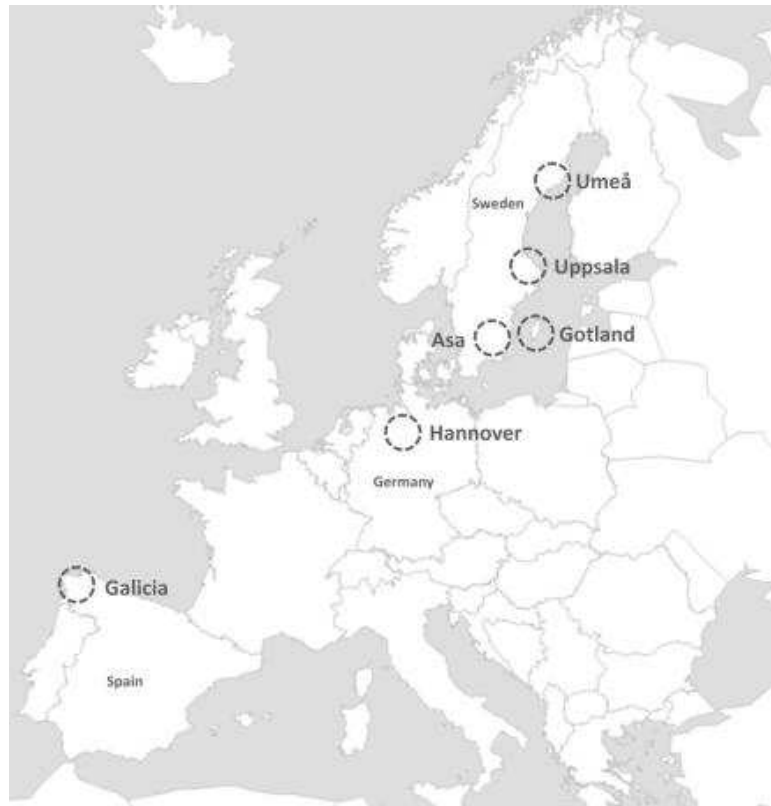 Umeå
Sweden
Uppsala
Asa
Gotland
Hannover
Germany
Galicia
Spain